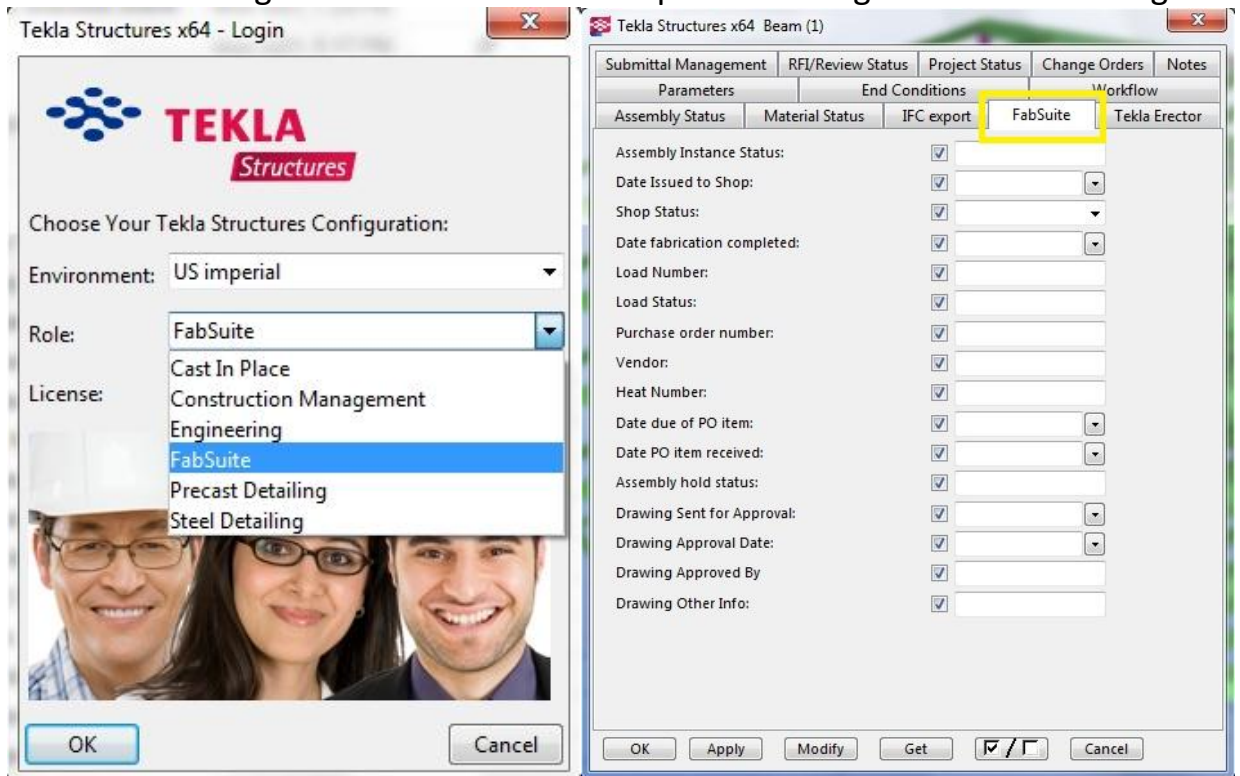 Tekla Structures x64 - Login
TEKLA
Structures
Choose Your Tekla Structures Configuration:
Environment: US imperial
Role: FabSuite
Cast In Place
License:
Construction Management
Engineering
FabSuite
Precast Detailing
Steel Detailing
OK Cancel
Tekla Structures x64 Beam (1)
Submittal Management RFI/Review Status Project Status Change Orders Notes
Parameters End Conditions Workflow
Assembly Status Material Status IFC export FabSuite Tekla Erector
Assembly Instance Status:
Date Issued to Shop:
Shop Status:
Date fabrication completed:
Load Number:
Load Status:
Purchase order number:
Vendor:
Heat Number:
Date due of PO item:
Date PO item received:
Assembly hold status:
Drawing Sent for Approval:
Drawing Approval Date:
Drawing Approved By
Drawing Other Info:
OK Apply Modify Get / Cancel